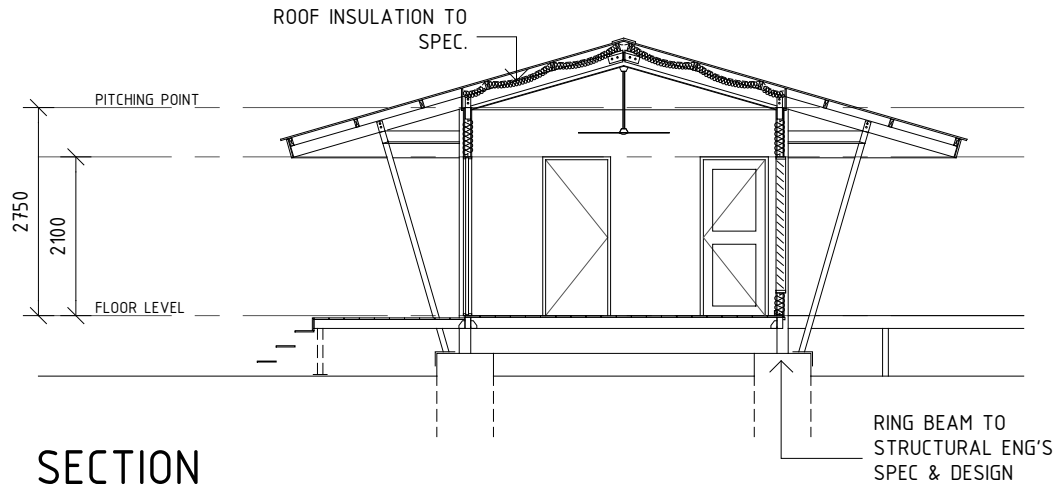 ROOF INSULATION TO
SPEC.
PITCHING POINT
2750
2100
FLOOR LEVEL
RING BEAM TO
STRUCTURAL ENG'S
SPEC & DESIGN
SECTION